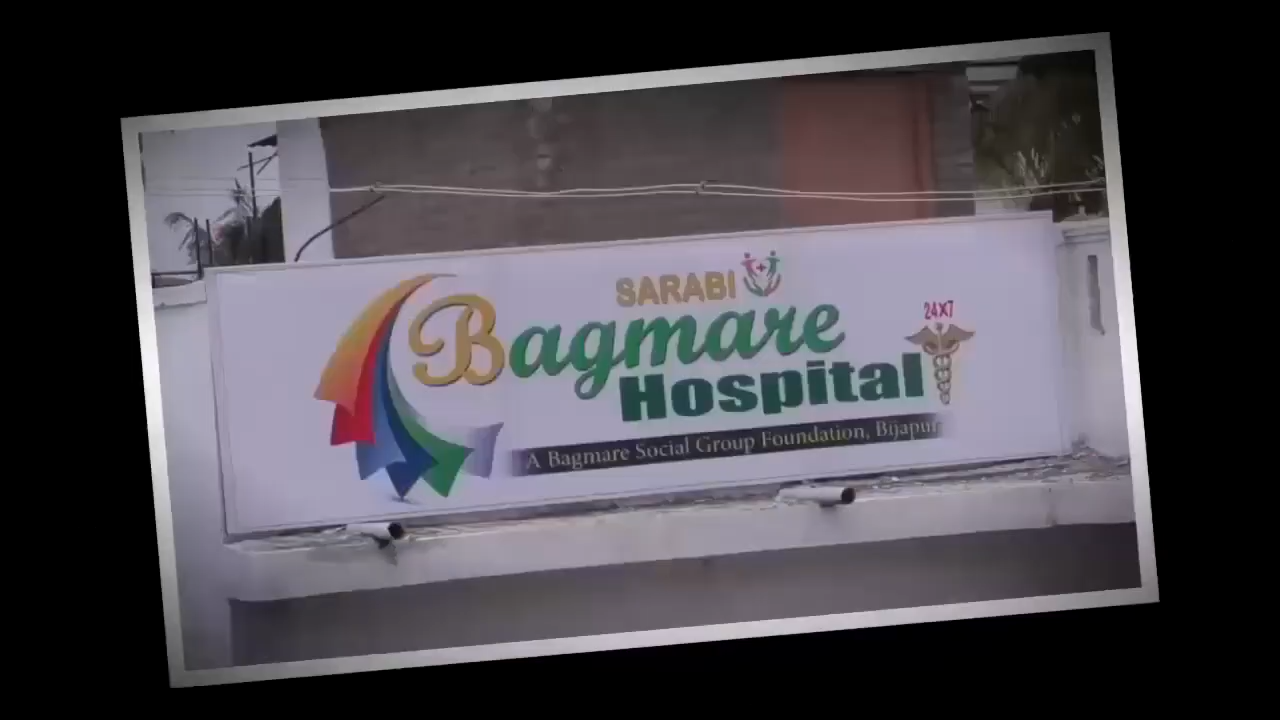 SARABI
Bagmare
Hospital
24X7
A Bagmare Social Group Foundation, Bijapur